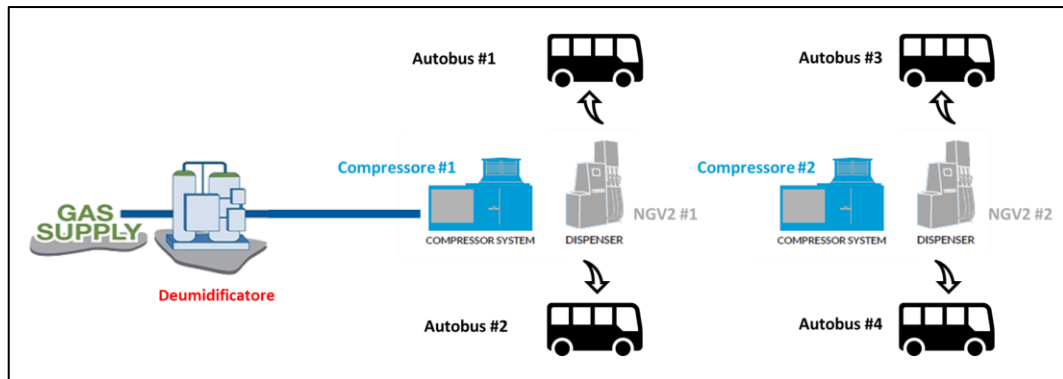 Autobus #1
Autobus #3
Compressore #1
Compressore #2
GAS
SUPPLY
NGV2 #1
NGV2 #2
COMPRESSOR SYSTEM
DISPENSER
COMPRESSOR SYSTEM
DISPENSER
Deumidificatore
Autobus #2
Autobus #4